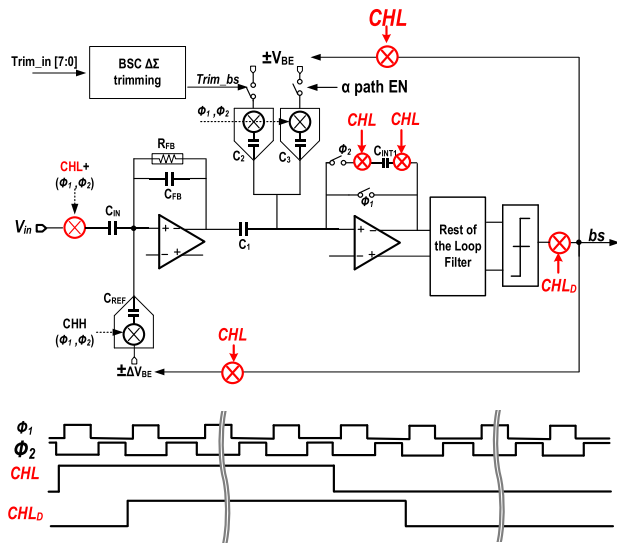 CHL
Trim_in [7:0]
BSC ΔΣ
trimming
Trim_bs
±VBE
α path EN
Φ1 ,Φ2
C2
C3
CHL
CHL
Φ2
CINT1
Φ1
RFB
CFB
CHL+
(Φ1 ,Φ2)
Vin
CIN
C1
Rest of
the Loop
Filter
bs
CHLD
CREF
CHH
(Φ1 ,Φ2)
±ΔVBE
CHL
Φ1
Φ2
CHL
CHLD